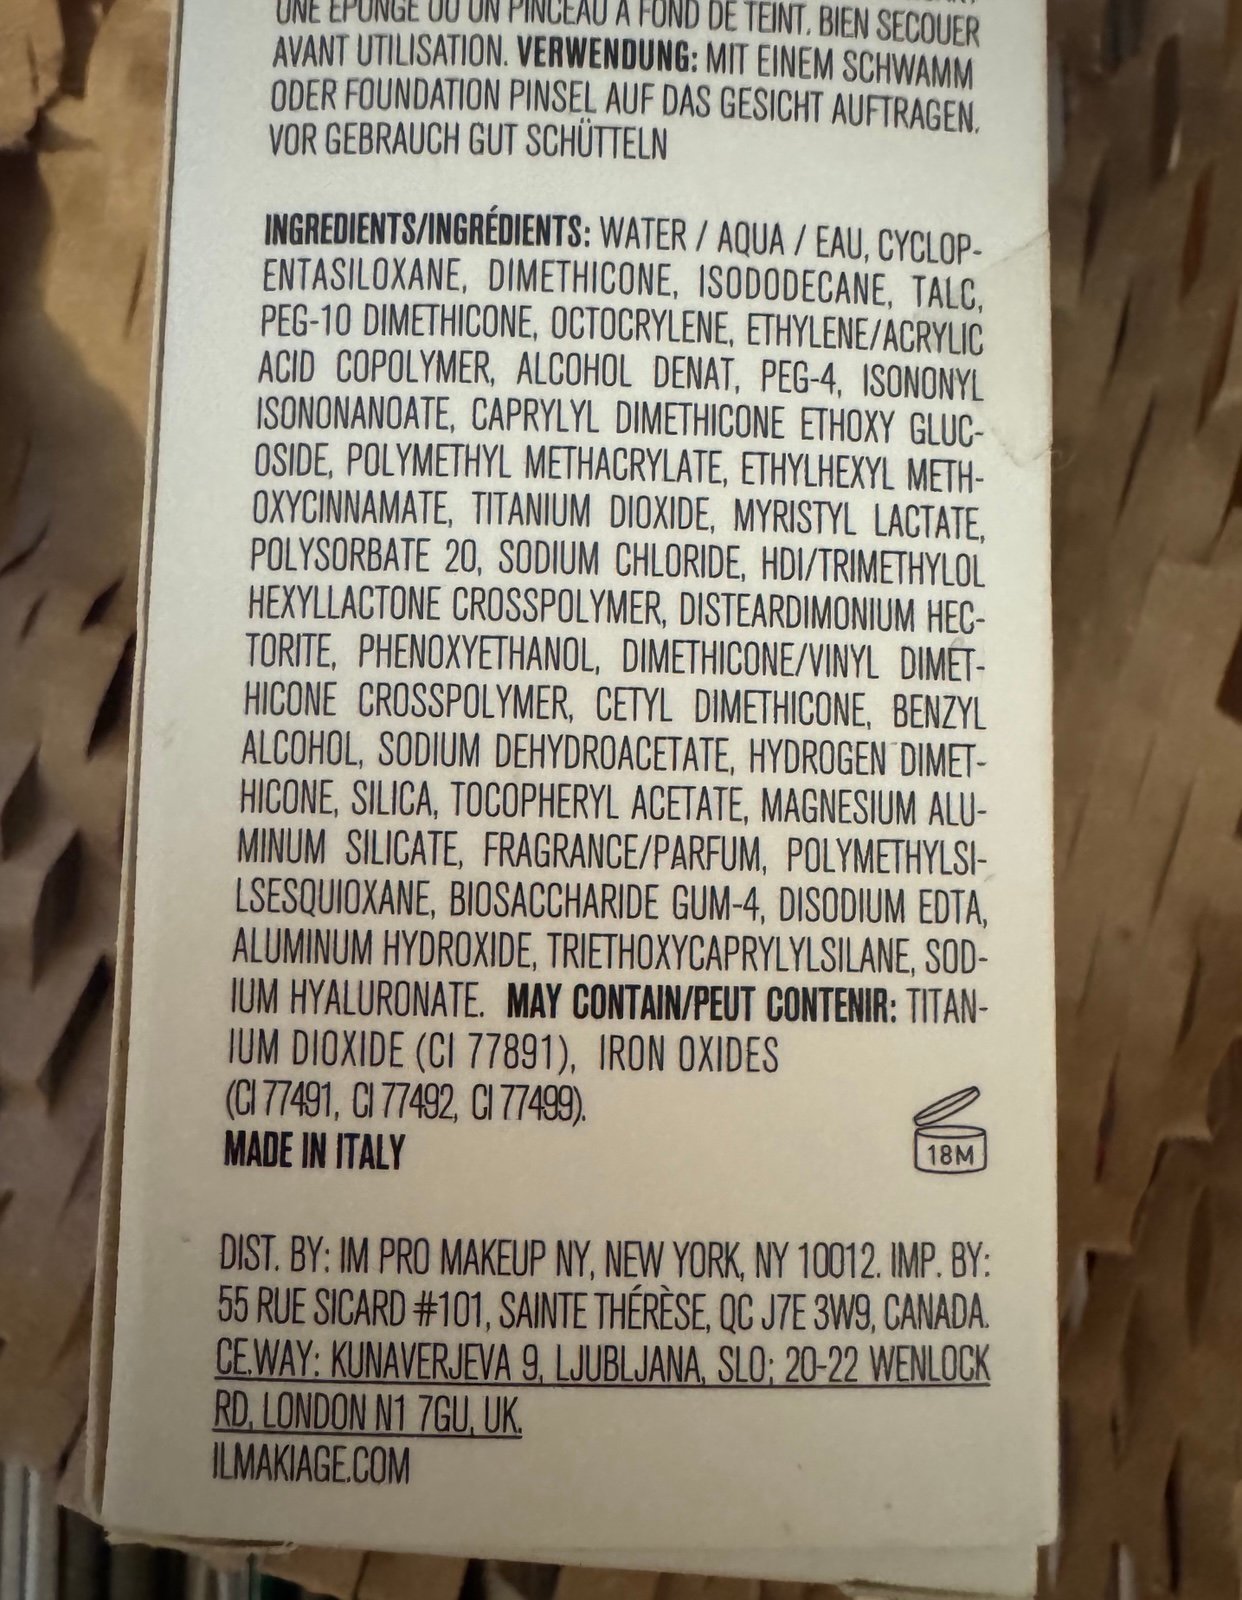 UNE ÉPONGE OU UN PINCEAU À FOND DE TEINT. BIEN SECOUER
AVANT UTILISATION. VERWENDUNG: MIT EINEM SCHWAMM
ODER FOUNDATION PINSEL AUF DAS GESICHT AUFTRAGEN.
VOR GEBRAUCH GUT SCHÜTTELN
INGREDIENTS/INGRÉDIENTS: WATER / AQUA / EAU, CYCLOP-
ENTASILOXANE, DIMETHICONE, ISODODECANE, TALC,
PEG-10 DIMETHICONE, OCTOCRYLENE, ETHYLENE/ACRYLIC
ACID COPOLYMER, ALCOHOL DENAT, PEG-4, ISONONYL
ISONONANOATE, CAPRYLYL DIMETHICONE ETHOXY GLUC-
OSIDE, POLYMETHYL METHACRYLATE, ETHYLHEXYL METH-
OXYCINNAMATE, TITANIUM DIOXIDE, MYRISTYL LACTATE,
POLYSORBATE 20, SODIUM CHLORIDE, HDI/TRIMETHYLOL
HEXYLLACTONE CROSSPOLYMER, DISTEARDIMONIUM HEC-
TORITE, PHENOXYETHANOL, DIMETHICONE/VINYL DIMET-
HICONE CROSSPOLYMER, CETYL DIMETHICONE, BENZYL
ALCOHOL, SODIUM DEHYDROACETATE, HYDROGEN DIMET-
HICONE, SILICA, TOCOPHERYL ACETATE, MAGNESIUM ALU-
MINUM SILICATE, FRAGRANCE/PARFUM, POLYMETHYLSI-
LSESQUIOXANE, BIOSACCHARIDE GUM-4, DISODIUM EDTA,
ALUMINUM HYDROXIDE, TRIETHOXYCAPRYLYLSILANE, SOD-
IUM HYALURONATE. MAY CONTAIN/PEUT CONTENIR: TITAN-
IUM DIOXIDE (CI 77891), IRON OXIDES
(CI 77491, CI 77492, CI 77499).
MADE IN ITALY
18M
DIST. BY: IM PRO MAKEUP NY, NEW YORK, NY 10012. IMP. BY:
55 RUE SICARD #101, SAINTE THÉRÈSE, QC J7E 3W9, CANADA.
CE.WAY: KUNAVERJEVA 9, LJUBLJANA, SLO; 20-22 WENLOCK
RD, LONDON N1 7GU, UK.
ILMAKIAGE.COM